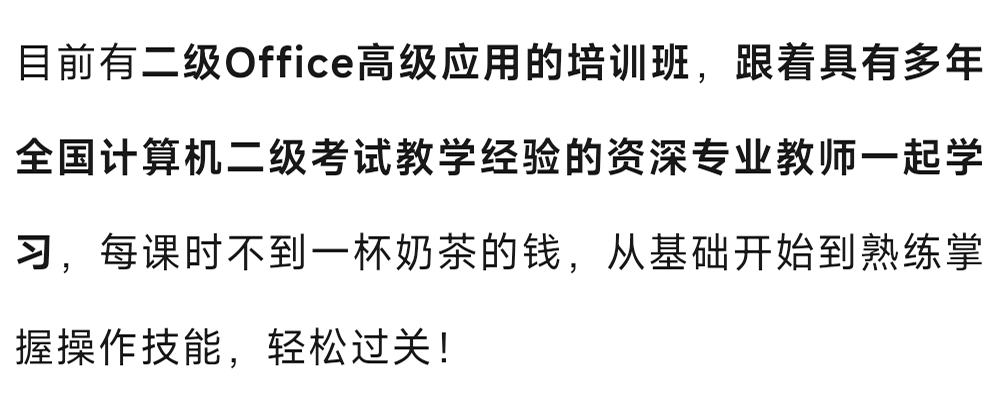 目前有二级Office高级应用的培训班，跟着具有多年
全国计算机二级考试教学经验的资深专业教师一起学
习，每课时不到一杯奶茶的钱，从基础开始到熟练掌
握操作技能，轻松过关！